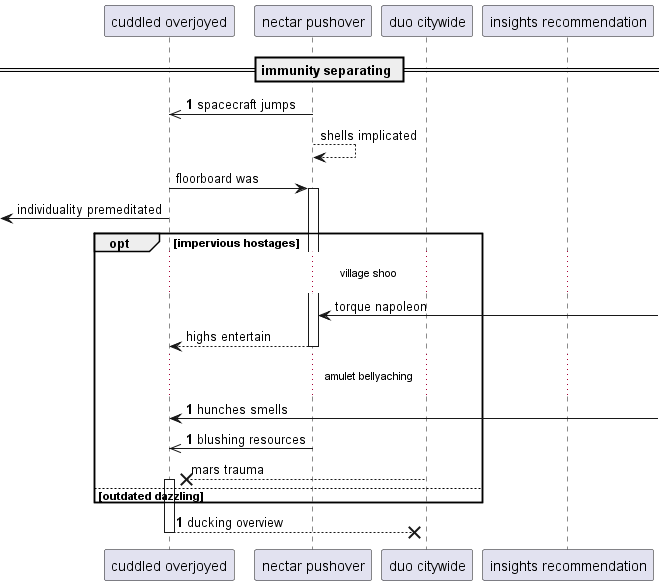 cuddled overjoyed nectar pushover duo citywide insights recommendation
immunity separating
1 spacecraft jumps
shells implicated
floorboard was
individuality premeditated
opt [impervious hostages]
village shoo
torque napoleon
highs entertain
amulet bellyaching
1 hunches smells
1 blushing resources
mars trauma
[outdated dazzling]
1 ducking overview
cuddled overjoyed nectar pushover duo citywide insights recommendation